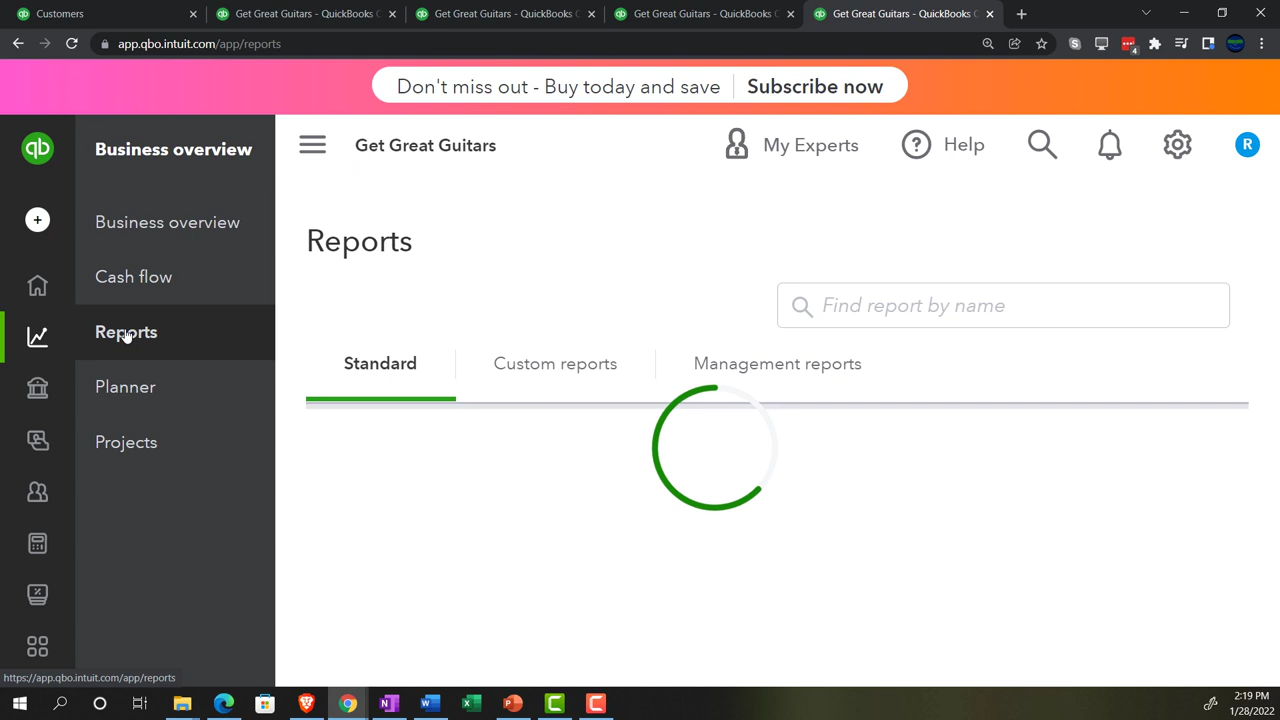 Customers
Get Great Guitars - QuickBooks C
Get Great Guitars - QuickBooks C
Get Great Guitars - QuickBooks C
Get Great Guitars - QuickBooks C
app.qbo.intuit.com/app/reports
4
Don't miss out - Buy today and save
Subscribe now
qb
Business overview
Get Great Guitars
My Experts
Help
R
Business overview
Cash flow
Reports
Planner
Projects
Reports
Find report by name
Standard
Custom reports
Management reports
https://app.qbo.intuit.com/app/reports
2:19 PM
1/28/2022